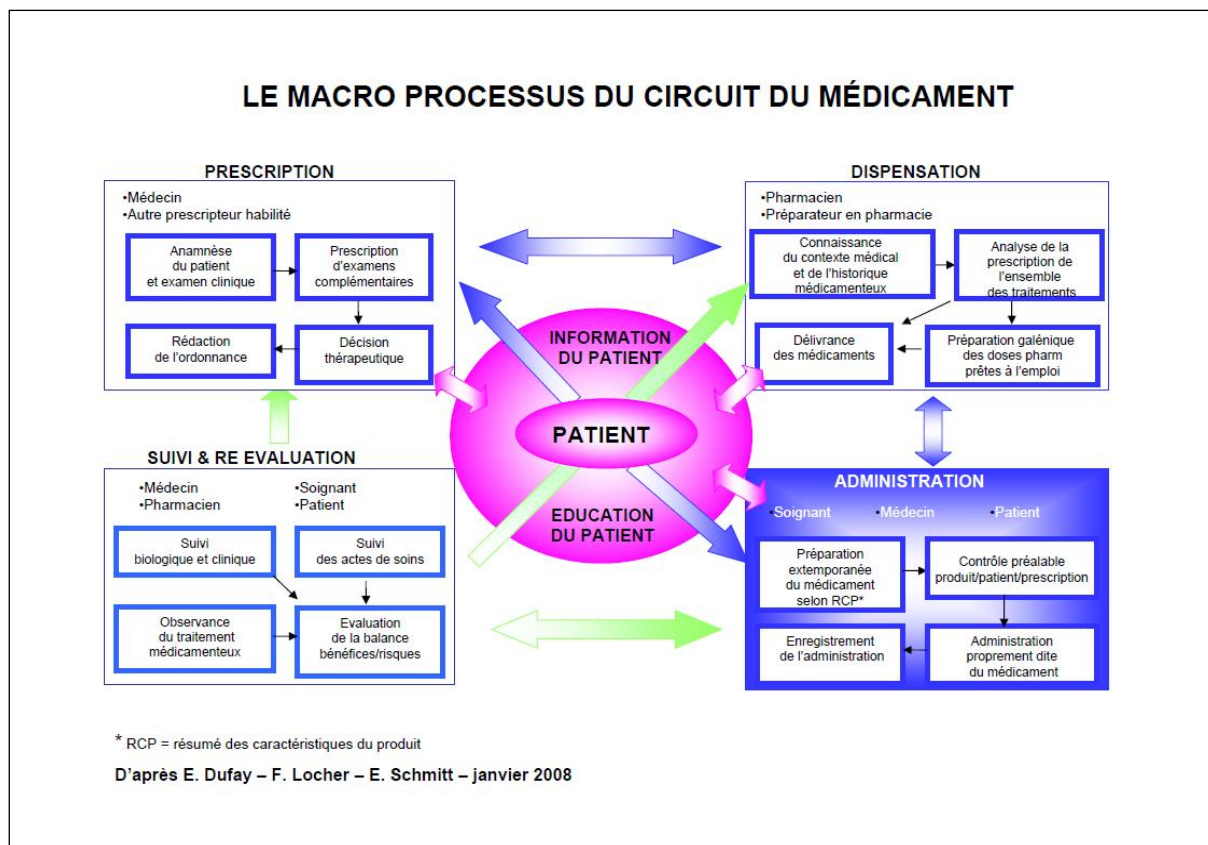 LE MACRO PROCESSUS DU CIRCUIT DU MÉDICAMENT
PRESCRIPTION
•Médecin
•Autre prescripteur habilité
Anamnèse
du patient
et examen clinique
Prescription
d'examens
complémentaires
Rédaction
de l'ordonnance
Décision
thérapeutique
DISPENSATION
•Pharmacien
•Préparateur en pharmacie
Connaissance
du contexte médical
et de l'historique
médicamenteux
Analyse de la
prescription de
l'ensemble
des traitements
Délivrance
des médicaments
Préparation galénique
des doses pharm
prêtes à l'emploi
INFORMATION
DU PATIENT
PATIENT
EDUCATION
DU PATIENT
SUIVI & RE EVALUATION
•Médecin
•Pharmacien
•Soignant
•Patient
Suivi
biologique et clinique
Suivi
des actes de soins
Observance
du traitement
médicamenteux
Evaluation
de la balance
bénéfices/risques
ADMINISTRATION
•Soignant
•Médecin
•Patient
Préparation
extemporanée
du médicament
selon RCP*
Contrôle préalable
produit/patient/prescription
Enregistrement
de l'administration
Administration
proprement dite
du médicament
* RCP = résumé des caractéristiques du produit
D'après E. Dufay – F. Locher – E. Schmitt – janvier 2008